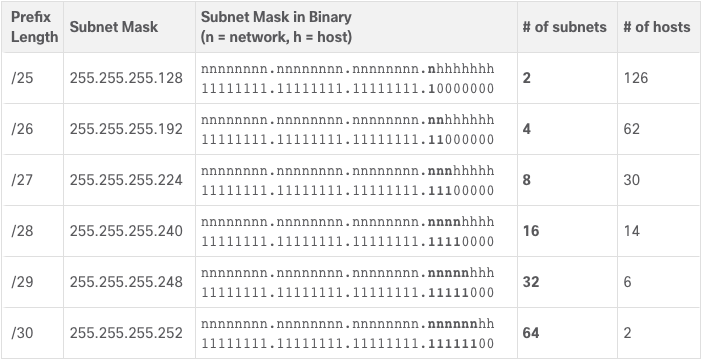 Prefix Length Subnet Mask Subnet Mask in Binary (n = network, h = host) # of subnets # of hosts
/25 255.255.255.128 nnnnnnnn.nnnnnnnn.nnnnnnnn.nhhhhhhh 2 126
11111111.11111111.11111111.10000000
/26 255.255.255.192 nnnnnnnn.nnnnnnnn.nnnnnnnn.nnhhhhhh 4 62
11111111.11111111.11111111.11000000
/27 255.255.255.224 nnnnnnnn.nnnnnnnn.nnnnnnnn.nnnhhhhh 8 30
11111111.11111111.11111111.11100000
/28 255.255.255.240 nnnnnnnn.nnnnnnnn.nnnnnnnn.nnnnhhhh 16 14
11111111.11111111.11111111.11110000
/29 255.255.255.248 nnnnnnnn.nnnnnnnn.nnnnnnnn.nnnnnhhh 32 6
11111111.11111111.11111111.11111000
/30 255.255.255.252 nnnnnnnn.nnnnnnnn.nnnnnnnn.nnnnnnhh 64 2
11111111.11111111.11111111.11111100